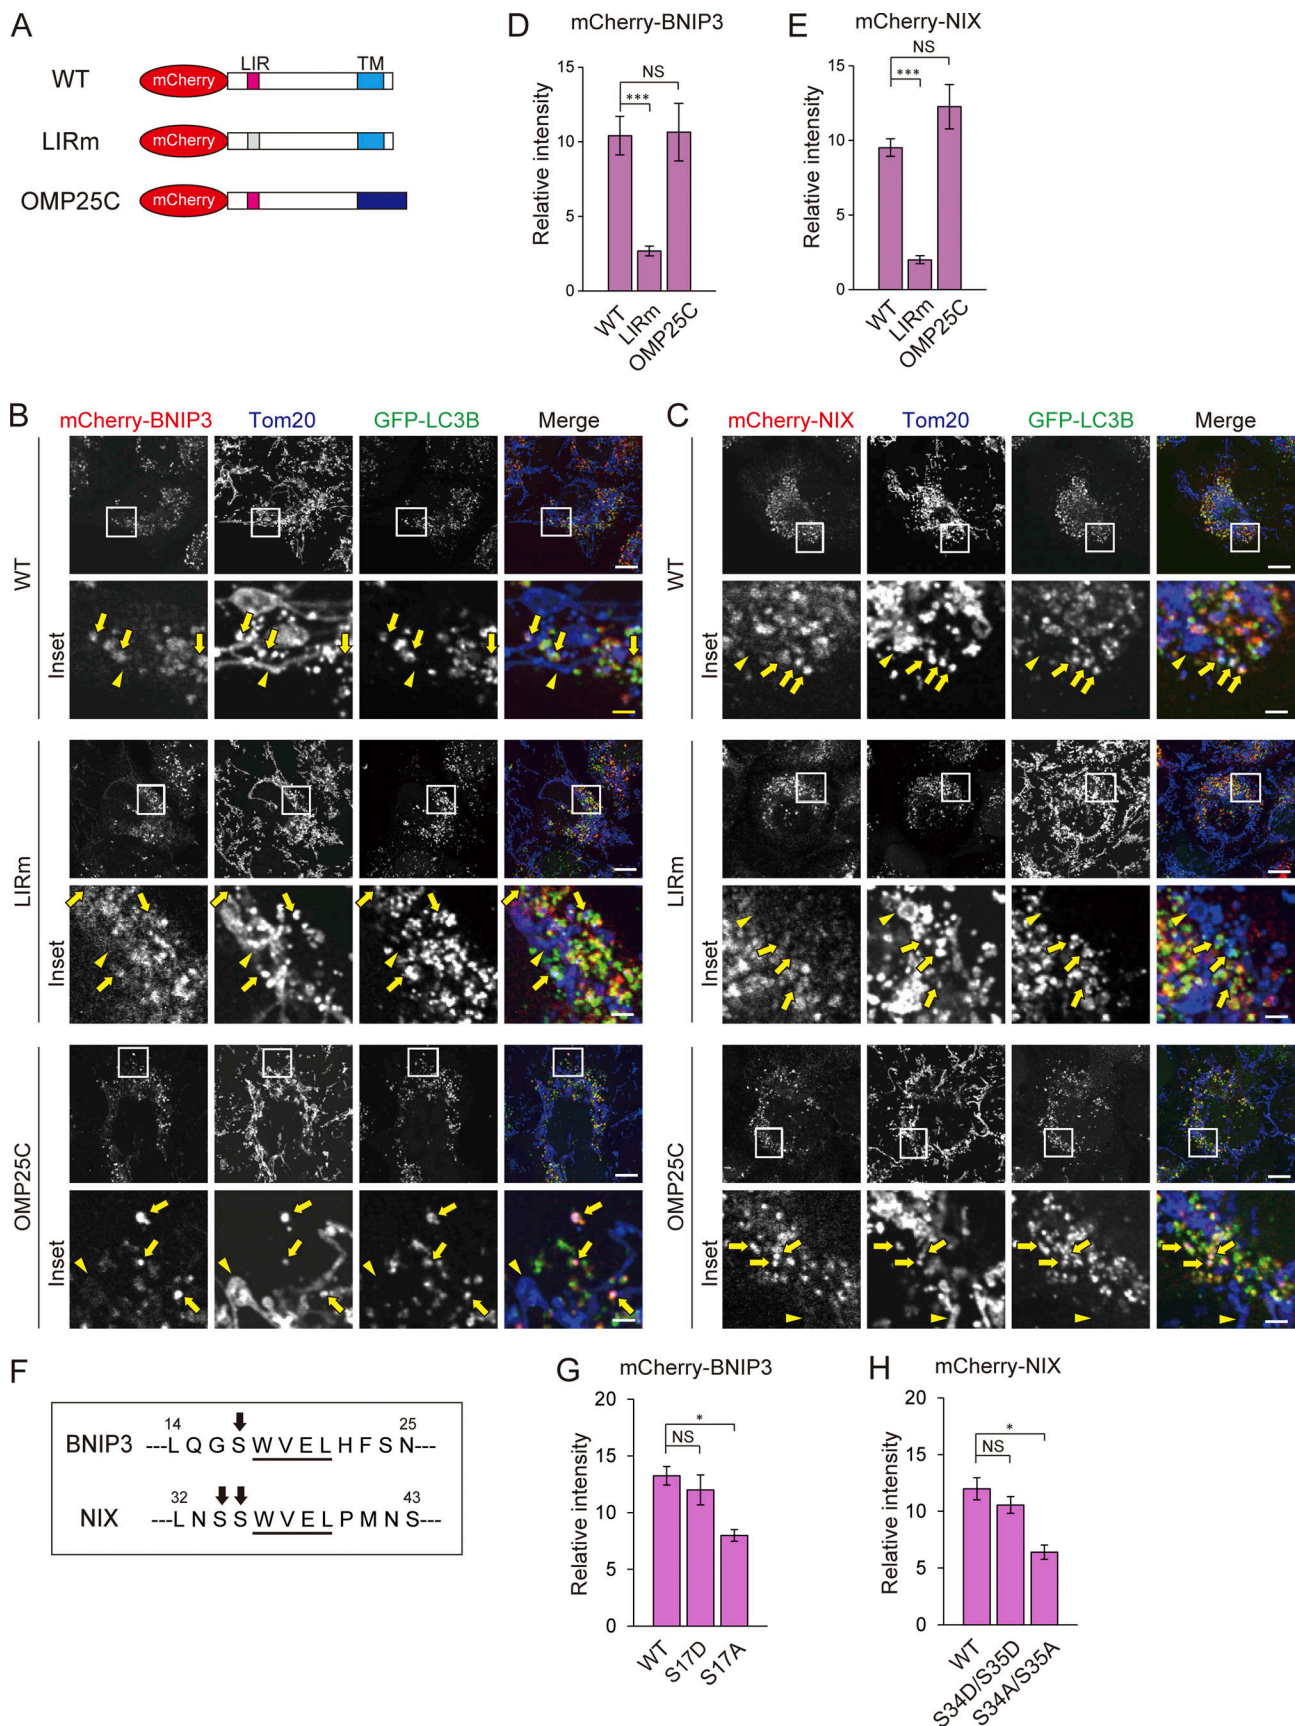 A
LIR TM
WT mCherry
LIRm mCherry
OMP25C mCherry
D mCherry-BNIP3
NS
***
15
10
5
0
Relative intensity
WT
LIRm
OMP25C
E mCherry-NIX
NS
***
15
10
5
0
Relative intensity
WT
LIRm
OMP25C
B mCherry-BNIP3 Tom20 GFP-LC3B Merge
WT
Inset
LIRm
Inset
OMP25C
Inset
C mCherry-NIX Tom20 GFP-LC3B Merge
WT
Inset
LIRm
Inset
OMP25C
Inset
F
14 25
BNIP3 ---L Q G S W V E L H F S N---
32 43
NIX ---L N S S W V E L P M N S---
G mCherry-BNIP3
*
NS
15
10
5
0
Relative intensity
WT
S17D
S17A
H mCherry-NIX
*
NS
20
15
10
5
0
Relative intensity
WT
S34D/S35D
S34A/S35A